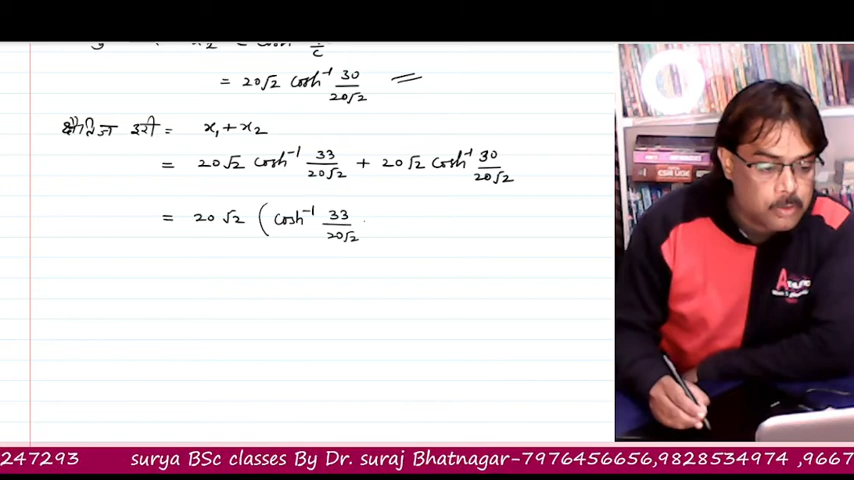 = 20√2 cosh⁻¹ 30/20√2
क्षैतिज दूरी = x₁ + x₂
= 20√2 cosh⁻¹ 33/20√2 + 20√2 cosh⁻¹ 30/20√2
= 20√2 (cosh⁻¹ 33/20√2
247293 surya BSc classes By Dr. suraj Bhatnagar-7976456656,9828534974 ,9667